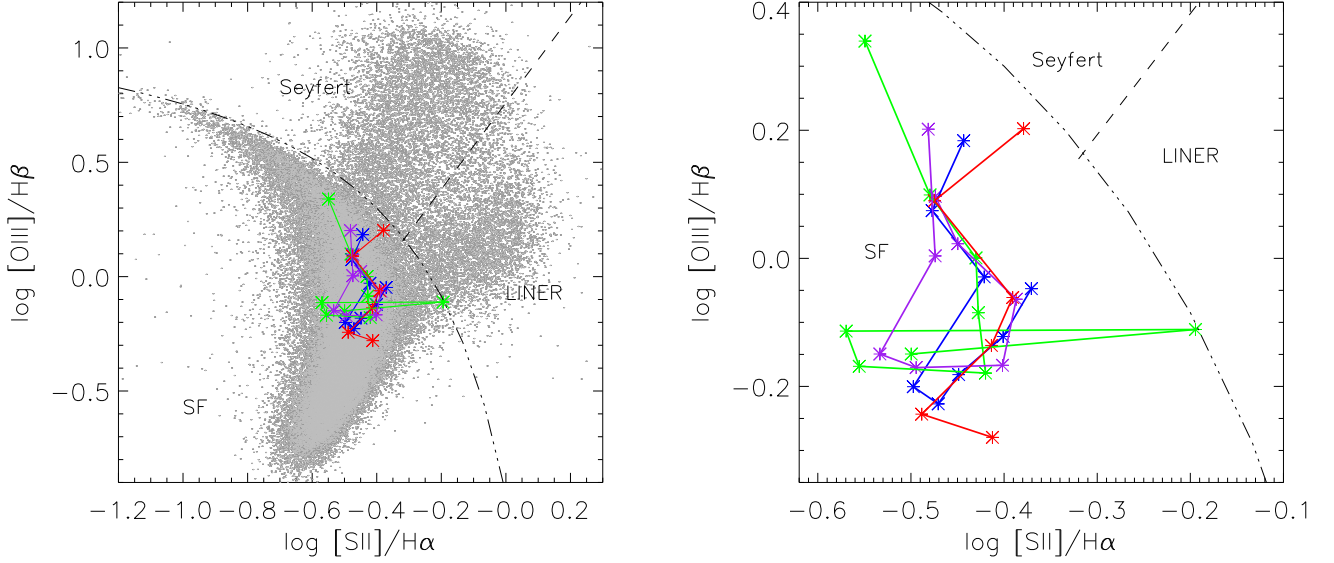 1.0
0.5
0.0
−0.5
log [OIII]/Hβ
Seyfert
LINER
SF
−1.2 −1.0 −0.8 −0.6 −0.4 −0.2 −0.0 0.2
log [SII]/Hα
0.4
0.2
0.0
−0.2
log [OIII]/Hβ
Seyfert
LINER
SF
−0.6 −0.5 −0.4 −0.3 −0.2 −0.1
log [SII]/Hα